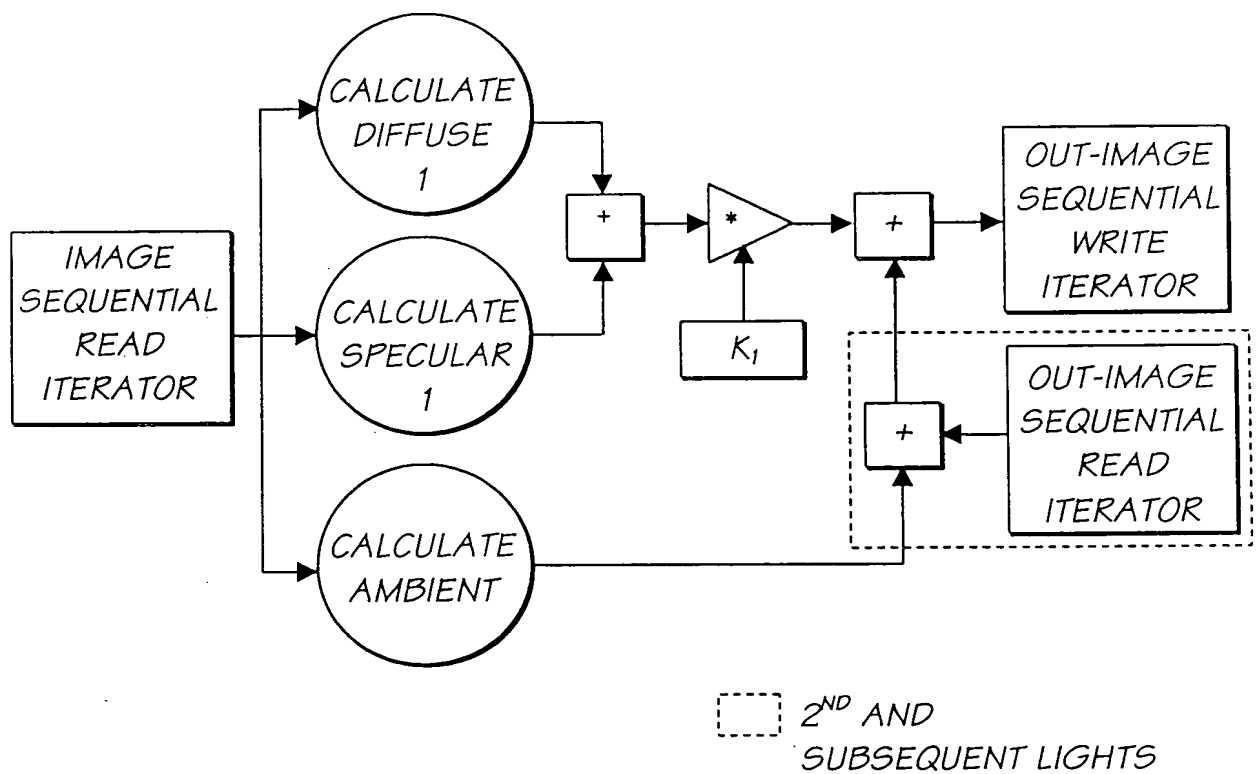 IMAGE
SEQUENTIAL
READ
ITERATOR
CALCULATE
DIFFUSE
1
CALCULATE
SPECULAR
1
CALCULATE
AMBIENT
+
*
K₁
+
OUT-IMAGE
SEQUENTIAL
WRITE
ITERATOR
+
OUT-IMAGE
SEQUENTIAL
READ
ITERATOR
2ND AND
SUBSEQUENT LIGHTS